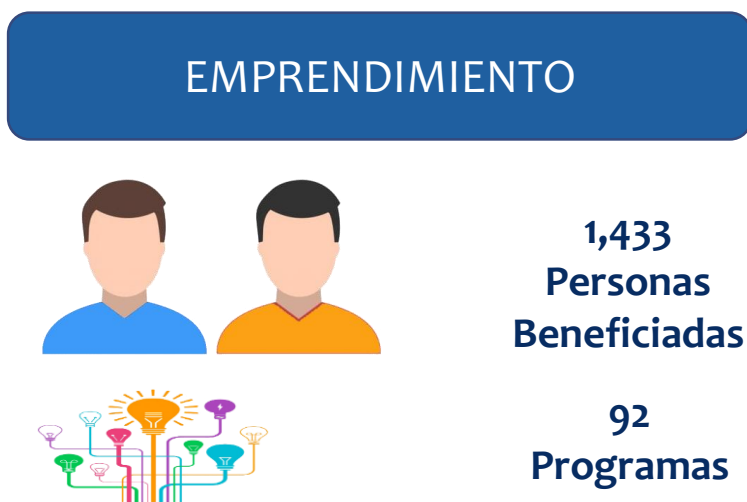 EMPRENDIMIENTO
1,433
Personas
Beneficiadas
92
Programas